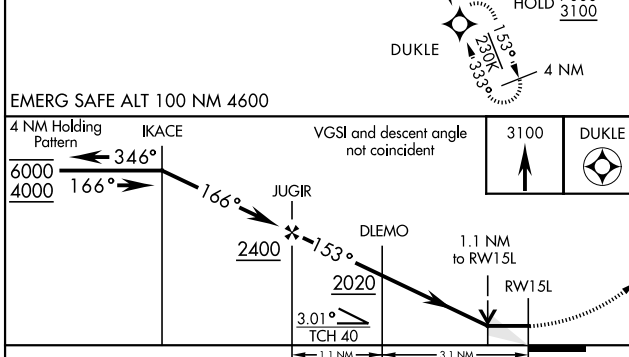 HOLD
3100
DUKLE
153°
230K
333°
4 NM
EMERG SAFE ALT 100 NM 4600
4 NM Holding
Pattern
IKACE
VGSI and descent angle
not coincident
3100
DUKLE
346°
6000
4000
166°
166°
JUGIR
2400
153°
DLEMO
2020
1.1 NM
to RW15L
RW15L
3.01°
TCH 40
1.1 NM
3.1 NM